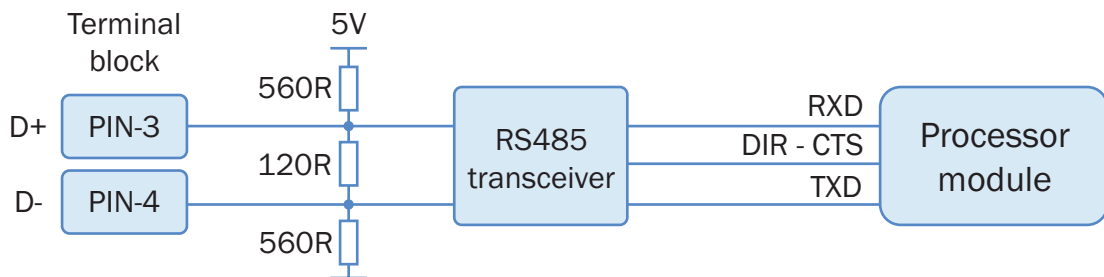 Terminal
block
5V
560R
D+
PIN-3
RXD
120R
RS485
transceiver
DIR - CTS
Processor
module
D-
PIN-4
TXD
560R